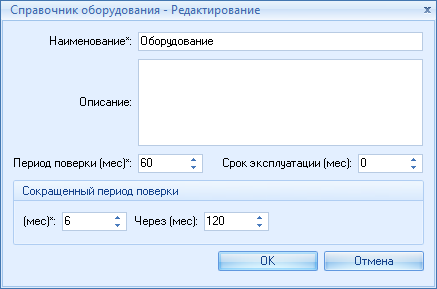 Справочник оборудования - Редактирование
Наименование*: Оборудование
Описание:
Период поверки (мес)*: 60 Срок эксплуатации (мес): 0
Сокращенный период поверки
(мес)*: 6 Через (мес): 120
OK Отмена